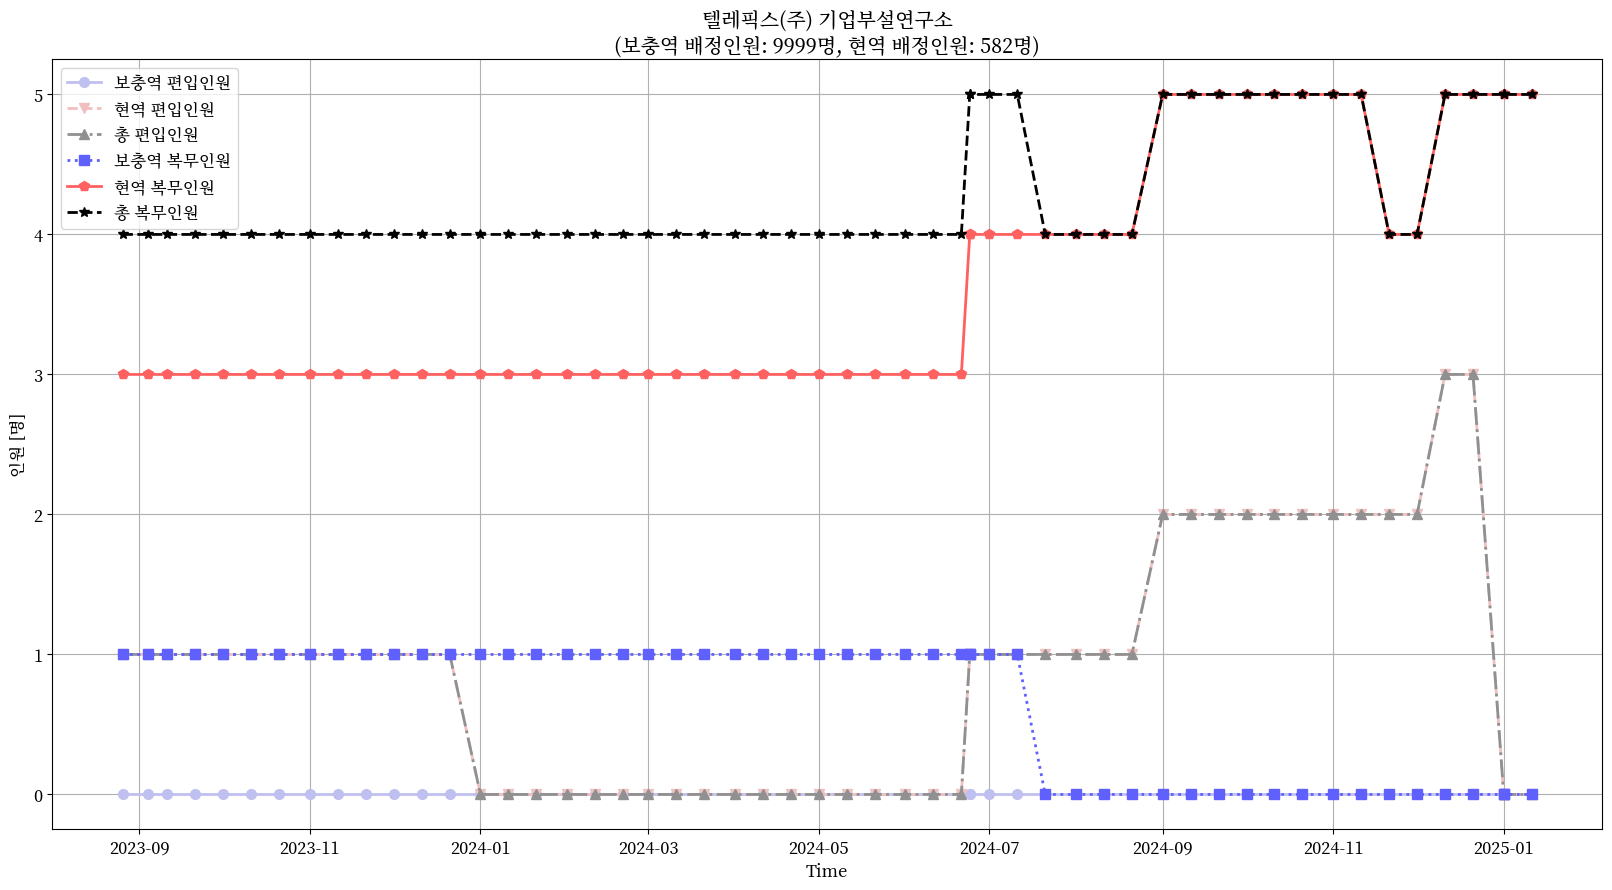 텔레픽스(주) 기업부설연구소
(보충역 배정인원: 9999명, 현역 배정인원: 582명)
보충역 편입인원
현역 편입인원
총 편입인원
보충역 복무인원
현역 복무인원
총 복무인원
5
4
3
2
1
0
인원 [명]
2023-09
2023-11
2024-01
2024-03
2024-05
2024-07
2024-09
2024-11
2025-01
Time